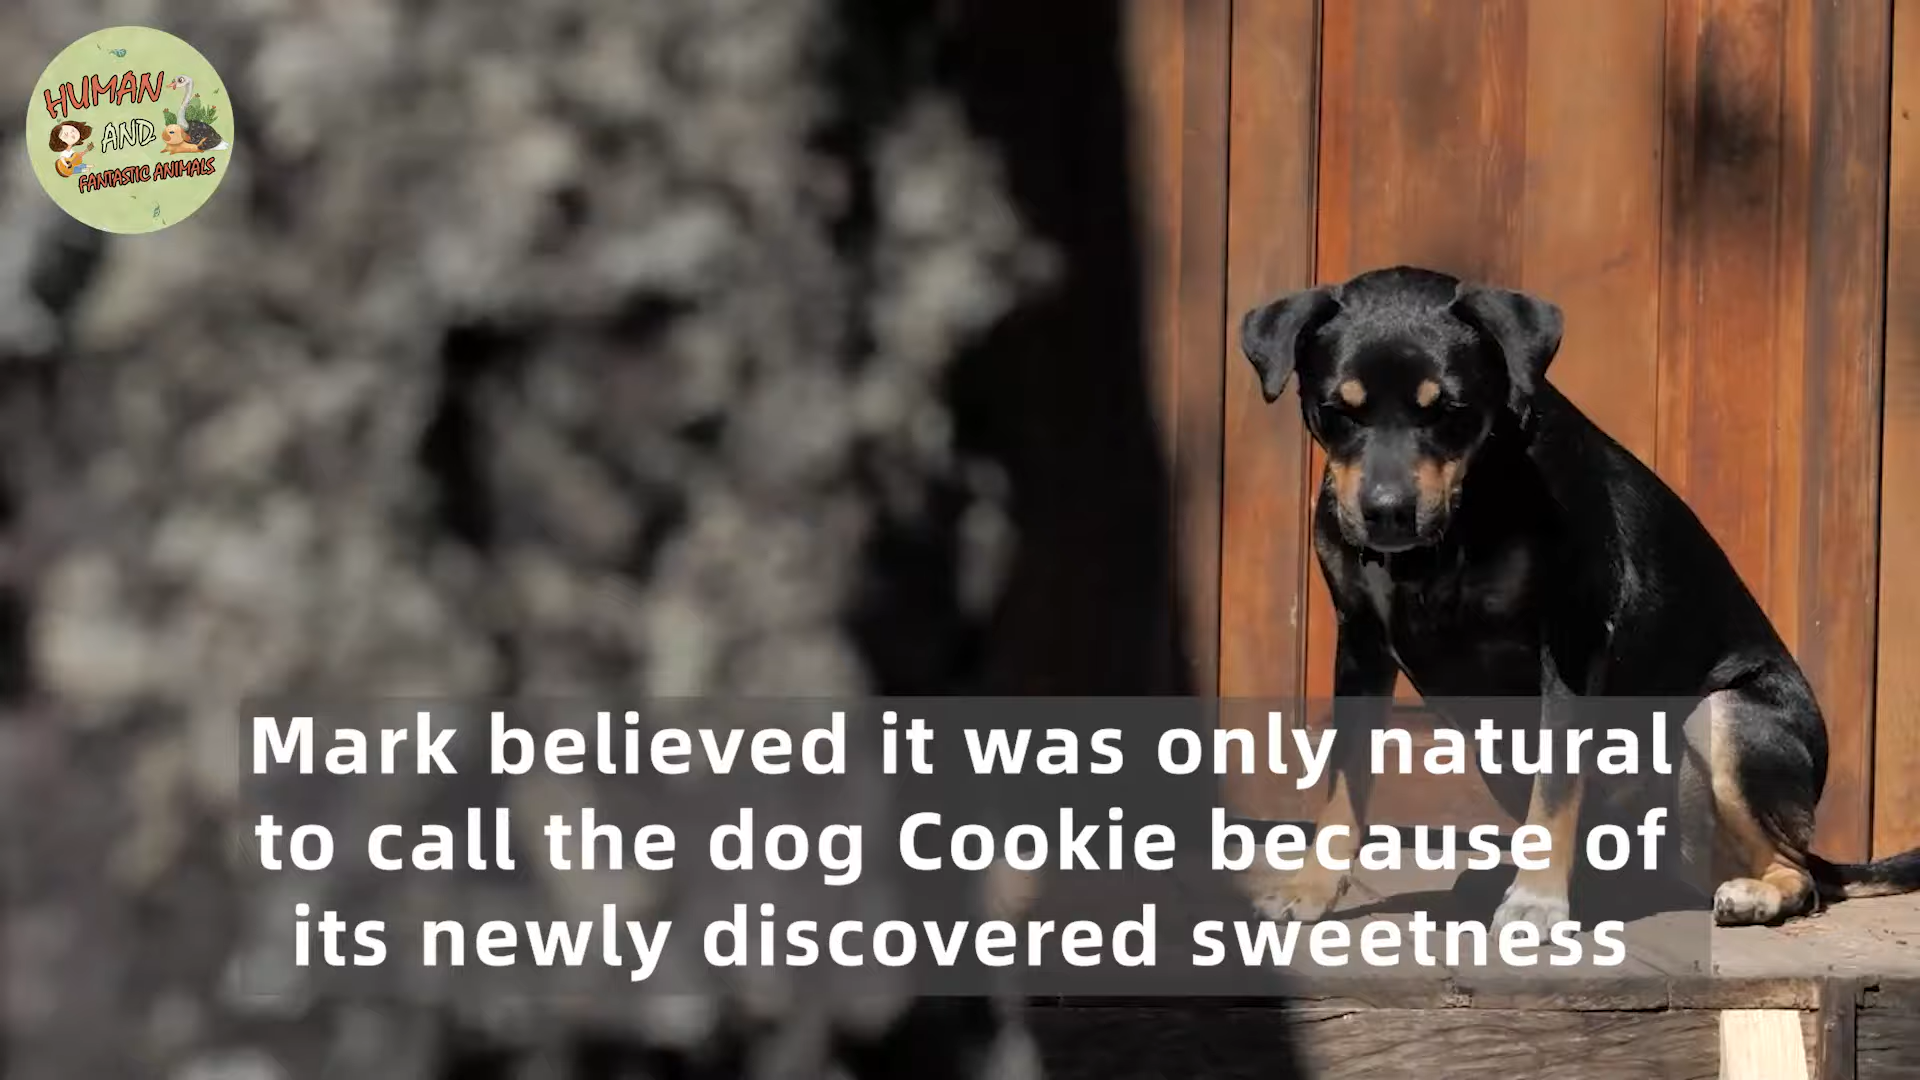 HUMAN
AND
FANTASTIC ANIMALS
Mark believed it was only natural
to call the dog Cookie because of
its newly discovered sweetness